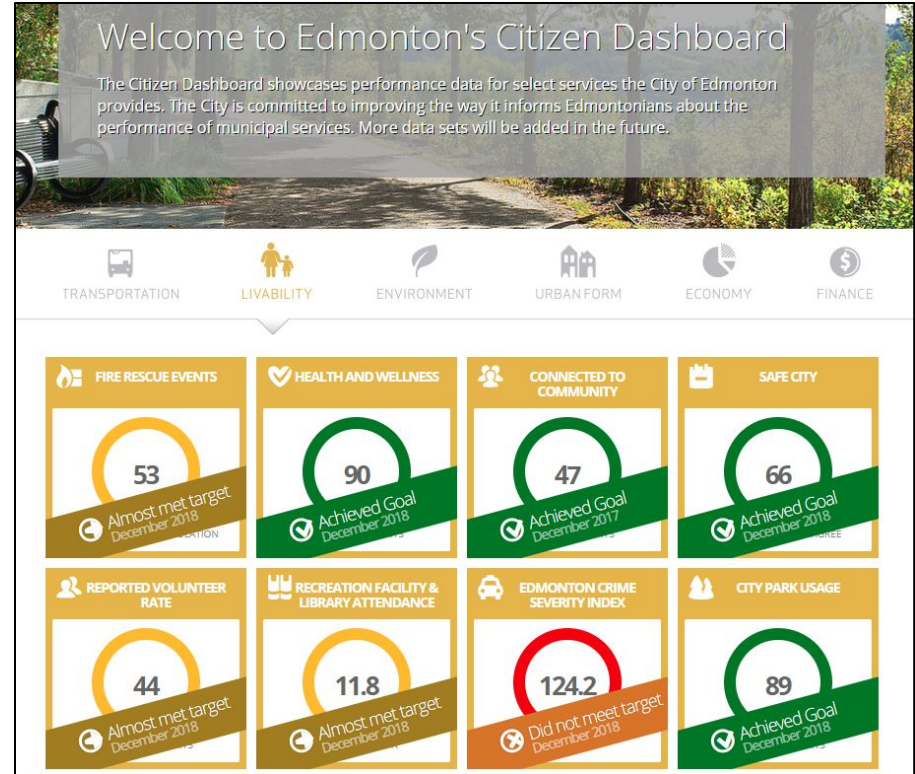 Welcome to Edmonton's Citizen Dashboard
The Citizen Dashboard showcases performance data for select services the City of Edmonton
provides. The City is committed to improving the way it informs Edmontonians about the
performance of municipal services. More data sets will be added in the future.
TRANSPORTATION
LIVABILITY
ENVIRONMENT
URBAN FORM
ECONOMY
FINANCE
FIRE RESCUE EVENTS
53
Almost met target
December 2018
HEALTH AND WELLNESS
90
Achieved Goal
December 2018
CONNECTED TO
COMMUNITY
47
Achieved Goal
December 2017
SAFE CITY
66
Achieved Goal
December 2018
REPORTED VOLUNTEER
RATE
44
Almost met target
December 2018
RECREATION FACILITY &
LIBRARY ATTENDANCE
11.8
Almost met target
December 2018
EDMONTON CRIME
SEVERITY INDEX
124.2
Did not meet target
December 2018
CITY PARK USAGE
89
Achieved Goal
December 2018